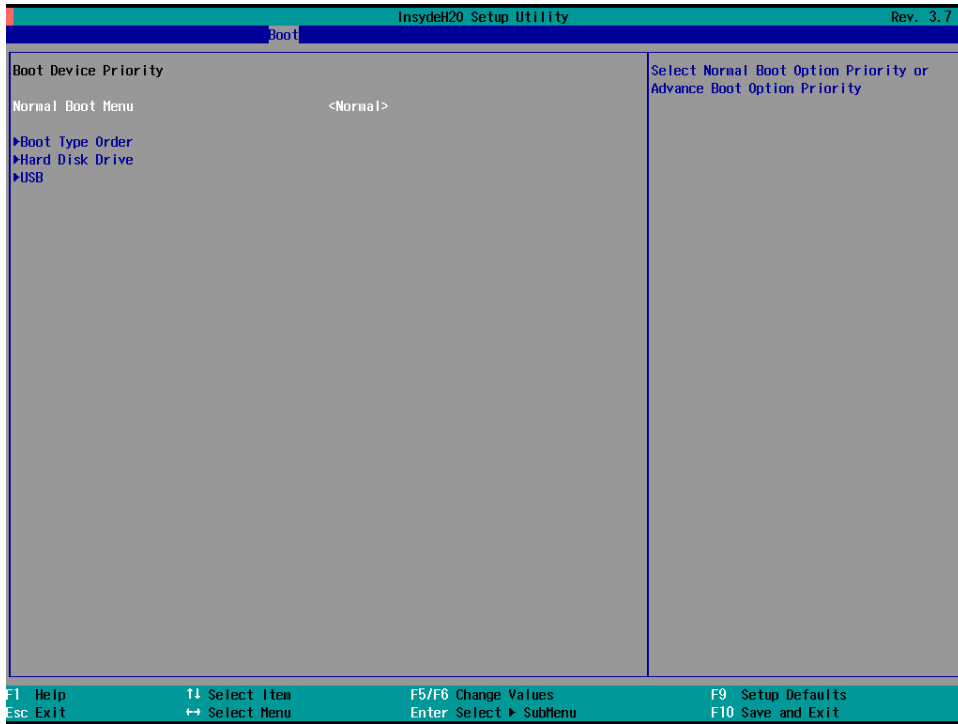 InsydeH20 Setup Utility Rev. 3.7
Boot
Boot Device Priority
Normal Boot Menu <Normal>
▶Boot Type Order
▶Hard Disk Drive
▶USB
Select Normal Boot Option Priority or
Advance Boot Option Priority
F1 Help ↑↓ Select Item F5/F6 Change Values F9 Setup Defaults
Esc Exit ↔ Select Menu Enter Select ▶ SubMenu F10 Save and Exit